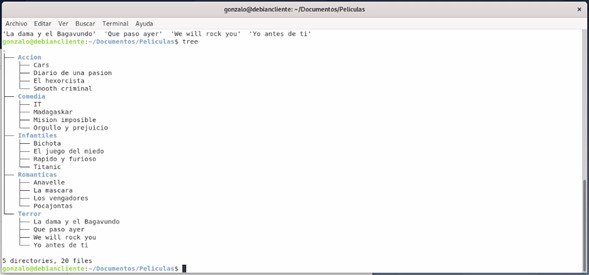 gonzalo@debiancliente: ~/Documentos/Peliculas
Archivo Editar Ver Buscar Terminal Ayuda
'La dama y el Bagavundo' 'Que paso ayer' 'We will rock you' 'Yo antes de ti'
gonzalo@debiancliente:~/Documentos/Peliculas$ tree
.
├── Accion
│   ├── Cars
│   ├── Diario de una pasion
│   ├── El hexorcista
│   └── Smooth criminal
├── Comedia
│   ├── IT
│   ├── Madagaskar
│   ├── Mision imposible
│   └── Orgullo y prejuicio
├── Infantiles
│   ├── Bichota
│   ├── El juego del miedo
│   ├── Rapido y furioso
│   └── Titanic
├── Romanticas
│   ├── Anavelle
│   ├── La mascara
│   ├── Los vengadores
│   └── Pocajontas
└── Terror
    ├── La dama y el Bagavundo
    ├── Que paso ayer
    ├── We will rock you
    └── Yo antes de ti
5 directories, 20 files
gonzalo@debiancliente:~/Documentos/Peliculas$